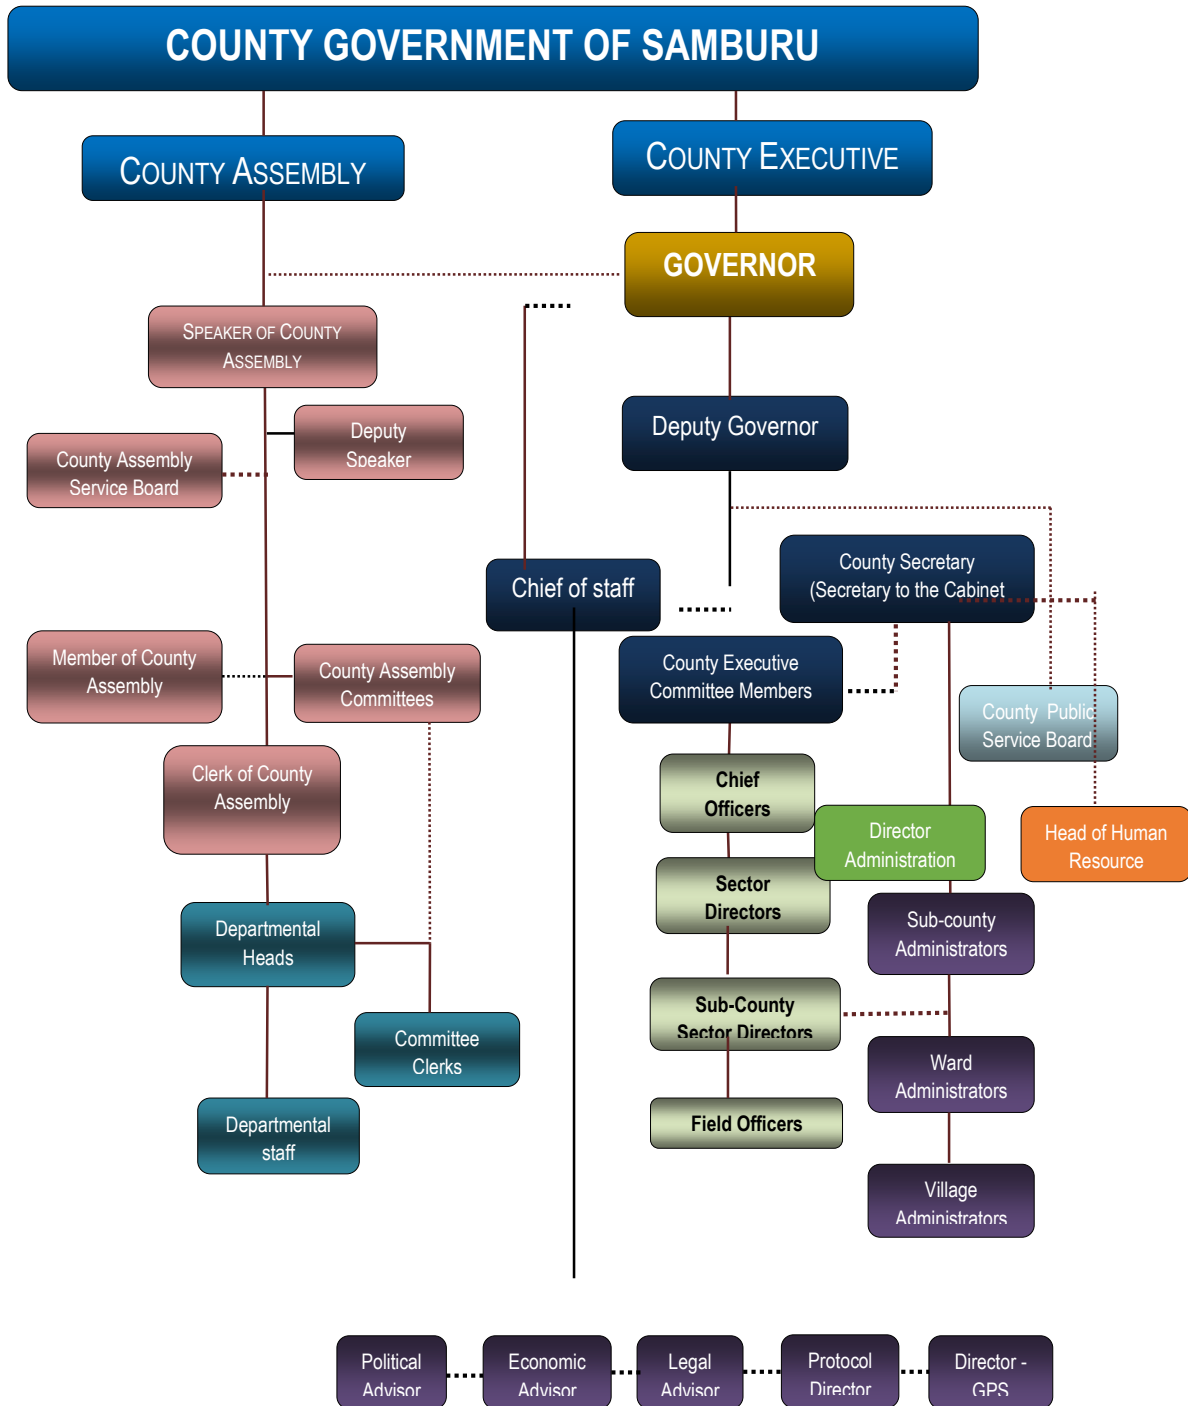 COUNTY GOVERNMENT OF SAMBURU
COUNTY ASSEMBLY
COUNTY EXECUTIVE
GOVERNOR
SPEAKER OF COUNTY
ASSEMBLY
Deputy
Speaker
County Assembly
Service Board
Deputy Governor
County Secretary
(Secretary to the Cabinet
Chief of staff
Member of County
Assembly
County Assembly
Committees
County Executive
Committee Members
County Public
Service Board
Clerk of County
Assembly
Chief
Officers
Director
Administration
Head of Human
Resource
Sector
Directors
Departmental
Heads
Sub-county
Administrators
Sub-County
Sector Directors
Committee
Clerks
Ward
Administrators
Departmental
staff
Field Officers
Village
Administrators
Political
Advisor
Economic
Advisor
Legal
Advisor
Protocol
Director
Director -
GPS